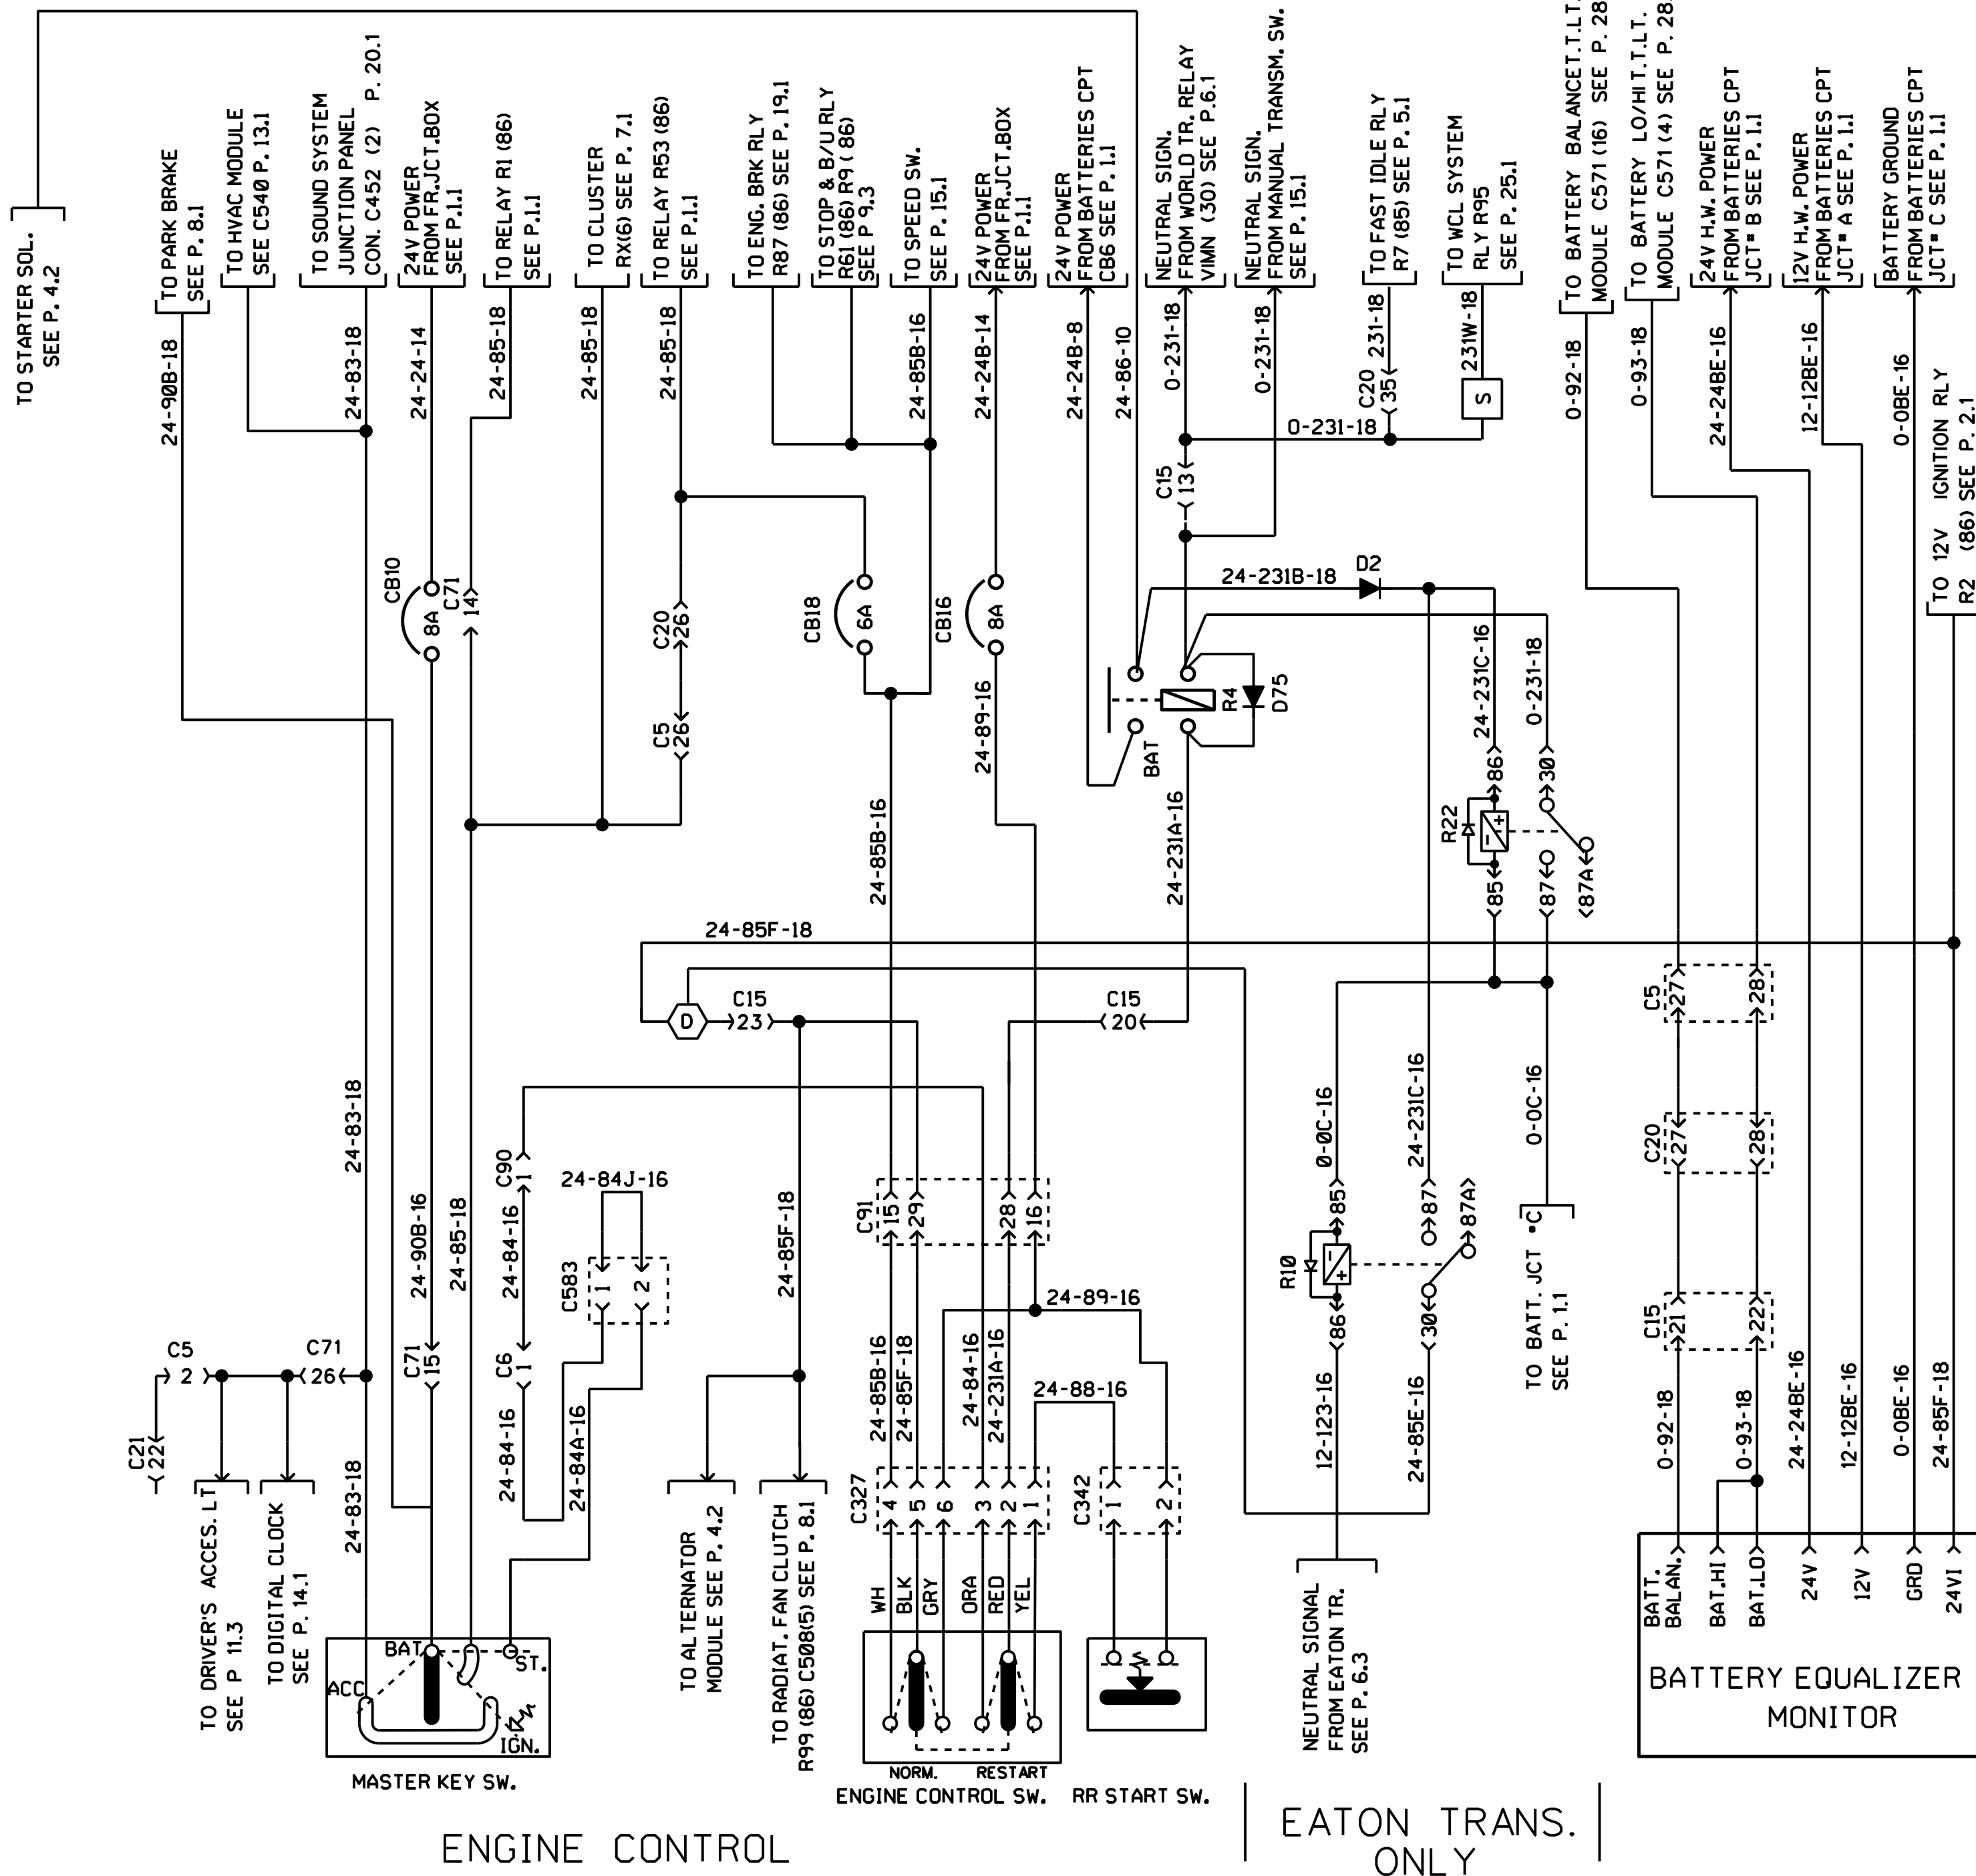 TO STARTER SOL.
SEE P. 4.2
TO PARK BRAKE
SEE P. 8.1
TO HVAC MODULE
SEE C540 P. 13.1
TO SOUND SYSTEM
JUNCTION PANEL
CON. C452 (2) P. 20.1
24V POWER
FROM FR.JCT.BOX
SEE P.1.1
TO RELAY R1 (86)
SEE P.1.1
TO CLUSTER
RX(6) SEE P. 7.1
TO RELAY R53 (86)
SEE P.1.1
TO ENG. BRK RLY
R87 (86) SEE P. 19.1
TO STOP & B/U RLY
R61 (86) R9 (86)
SEE P 9.3
TO SPEED SW.
SEE P. 15.1
24V POWER
FROM FR.JCT.BOX
SEE P.1.1
24V POWER
FROM BATTERIES CPT
CB6 SEE P. 1.1
NEUTRAL SIGN.
FROM WORLD TR. RELAY
VIMN (30) SEE P.6.1
NEUTRAL SIGN.
FROM MANUAL TRANSM. SW.
SEE P. 15.1
TO FAST IDLE RLY
R7 (85) SEE P. 5.1
TO WCL SYSTEM
RLY R95
SEE P. 25.1
TO BATTERY BALANCET.T.LT.
MODULE C571 (16) SEE P. 28
TO BATTERY LO/HI T.T.LT.
MODULE C571 (4) SEE P. 28
24V H.W. POWER
FROM BATTERIES CPT
JCT# B SEE P. 1.1
12V H.W. POWER
FROM BATTERIES CPT
JCT# A SEE P. 1.1
BATTERY GROUND
FROM BATTERIES CPT
JCT# C SEE P. 1.1
TO 12V IGNITION RLY
R2 (86) SEE P. 2.1
24-90B-18
24-83-18
24-24-14
24-85-18
24-85-18
24-85-18
24-85B-16
24-24B-14
24-24B-8
24-86-10
0-231-18
0-231-18
231-18
C20
35
231W-18
S
0-231-18
0-92-18
0-93-18
24-24BE-16
12-12BE-16
0-0BE-16
C15
13
CB10
8A
C71
14
C20
26
C5
26
CB18
6A
CB16
8A
24-89-16
24-231B-18
D2
R4
D75
BAT
24-231C-16
0-231-18
86
30
R22
+
-
85
87
87A
24-85B-16
24-231A-16
24-85F-18
D
C15
23
C15
20
C5
27
28
C20
27
28
C15
21
22
24-83-18
C90
1
24-84-16
C6
1
24-84-16
24-84J-16
C583
1
2
24-84A-16
24-90B-16
24-85-18
C71
15
24-85F-18
C91
15
29
28
16
24-89-16
24-85B-16
24-85F-18
24-84-16
24-231A-16
24-88-16
0-0C-16
24-231C-16
0-0C-16
85
87
87A
R10
-
+
86
30
12-123-16
24-85E-16
TO BATT. JCT "C
SEE P. 1.1
C5
2
C71
26
C21
22
24-83-18
TO DRIVER'S ACCES. LT
SEE P 11.3
TO DIGITAL CLOCK
SEE P. 14.1
TO ALTERNATOR
MODULE SEE P. 4.2
TO RADIAT. FAN CLUTCH
R99 (86) C508(5) SEE P. 8.1
C327
4
5
6
3
2
1
C342
1
2
WH
BLK
GRY
ORA
RED
YEL
NEUTRAL SIGNAL
FROM EATON TR.
SEE P. 6.3
0-92-18
0-93-18
24-24BE-16
12-12BE-16
0-0BE-16
24-85F-18
BATT.
BALAN.
BAT.HI
BAT.LO
24V
12V
GRD
24VI
BATTERY EQUALIZER
MONITOR
BAT
ST.
ACC
IGN.
MASTER KEY SW.
NORM.
RESTART
ENGINE CONTROL SW.
RR START SW.
ENGINE CONTROL
EATON TRANS.
ONLY